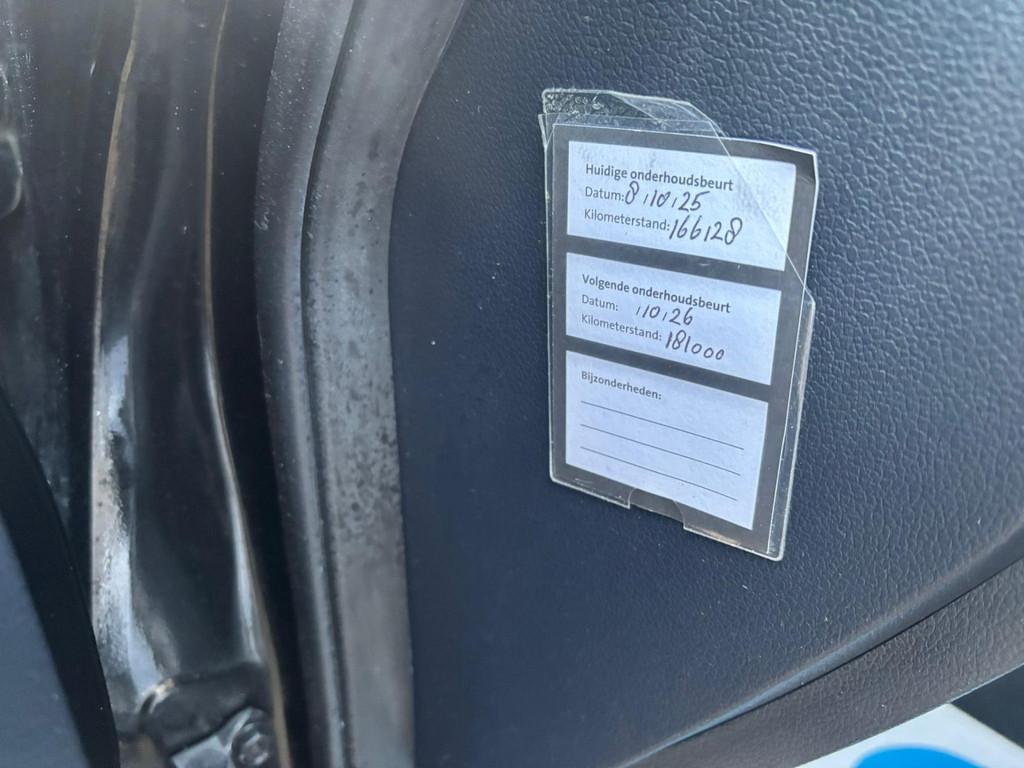 Huidige onderhoudsbeurt
Datum: 8,10,25
Kilometerstand: 166128
Volgende onderhoudsbeurt
Datum: ,10,26
Kilometerstand: 181000
Bijzonderheden: